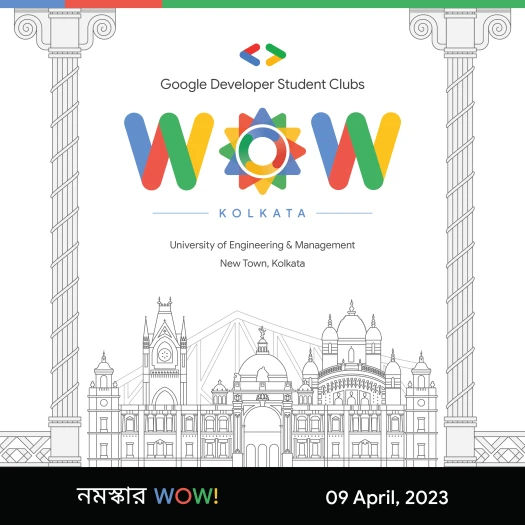 Google Developer Student Clubs
WOW
KOLKATA
University of Engineering & Management
New Town, Kolkata
নমস্কার WOW!
09 April, 2023